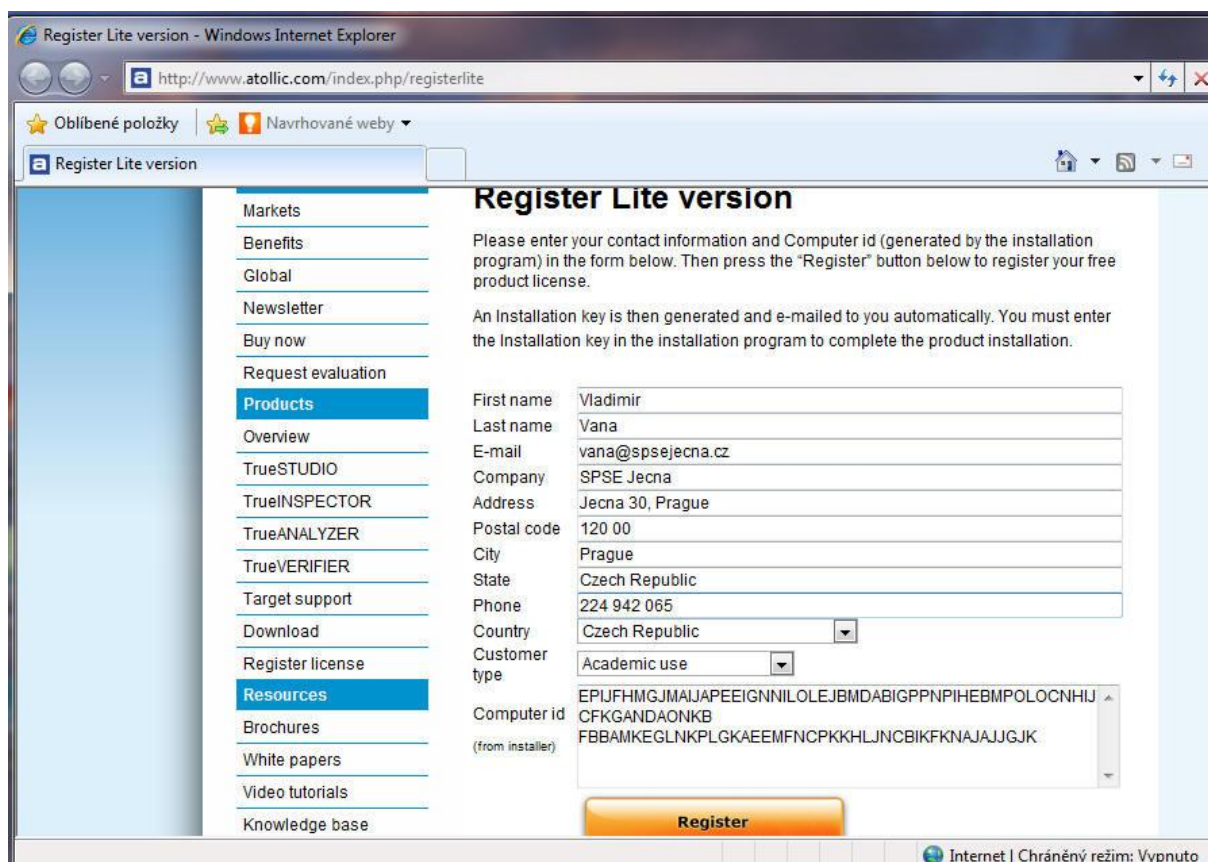 Register Lite version - Windows Internet Explorer
http://www.atollic.com/index.php/registerlite
Oblíbené položky
Navrhované weby
Register Lite version
Markets
Benefits
Global
Newsletter
Buy now
Request evaluation
Products
Overview
TrueSTUDIO
TrueINSPECTOR
TrueANALYZER
TrueVERIFIER
Target support
Download
Register license
Resources
Brochures
White papers
Video tutorials
Knowledge base
Register Lite version
Please enter your contact information and Computer id (generated by the installation
program) in the form below. Then press the “Register” button below to register your free
product license.
An Installation key is then generated and e-mailed to you automatically. You must enter
the Installation key in the installation program to complete the product installation.
First name Vladimir
Last name Vana
E-mail vana@spsejecna.cz
Company SPSE Jecna
Address Jecna 30, Prague
Postal code 120 00
City Prague
State Czech Republic
Phone 224 942 065
Country Czech Republic
Customer
type Academic use
Computer id
(from installer)
EPIJFHMGJMAIJAPEEIGNNILOLEJBMDABIGPPNPIHEBMPOLOCNHIJ
CFKGANDAONKB
FBBAMKEGLNKPLGKAEEMFNCPKKHLJNCBIKFKNAJAJJGJK
Register
Internet | Chráněný režim: Vypnuto